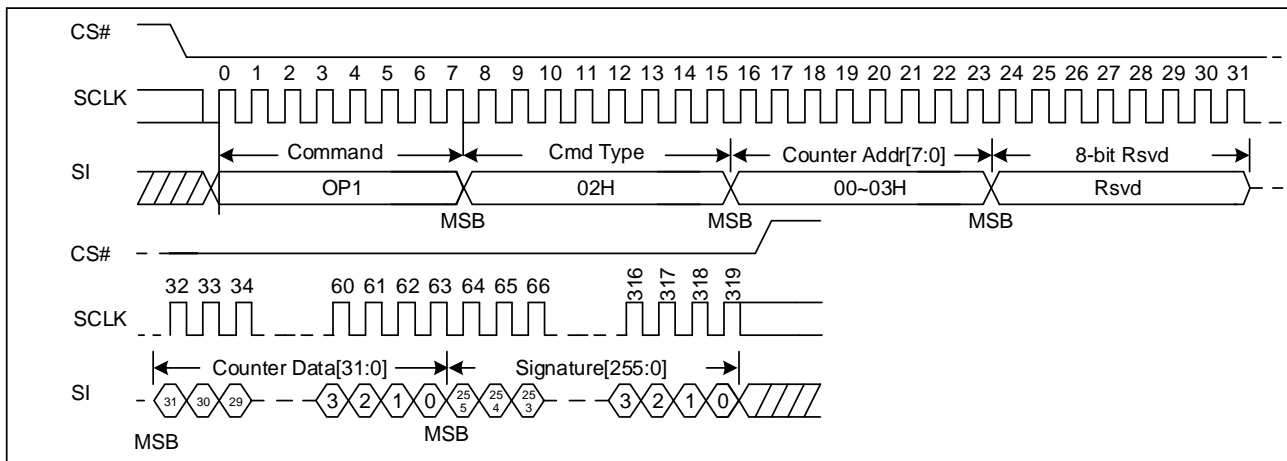 CS#
0 1 2 3 4 5 6 7 8 9 10 11 12 13 14 15 16 17 18 19 20 21 22 23 24 25 26 27 28 29 30 31
SCLK
Command Cmd Type Counter Addr[7:0] 8-bit Rsvd
SI
OP1 02H 00~03H Rsvd
MSB MSB MSB
CS#
32 33 34 60 61 62 63 64 65 66 316 317 318 319
SCLK
Counter Data[31:0] Signature[255:0]
SI
31 30 29 3 2 1 0 255 254 253 3 2 1 0
MSB MSB